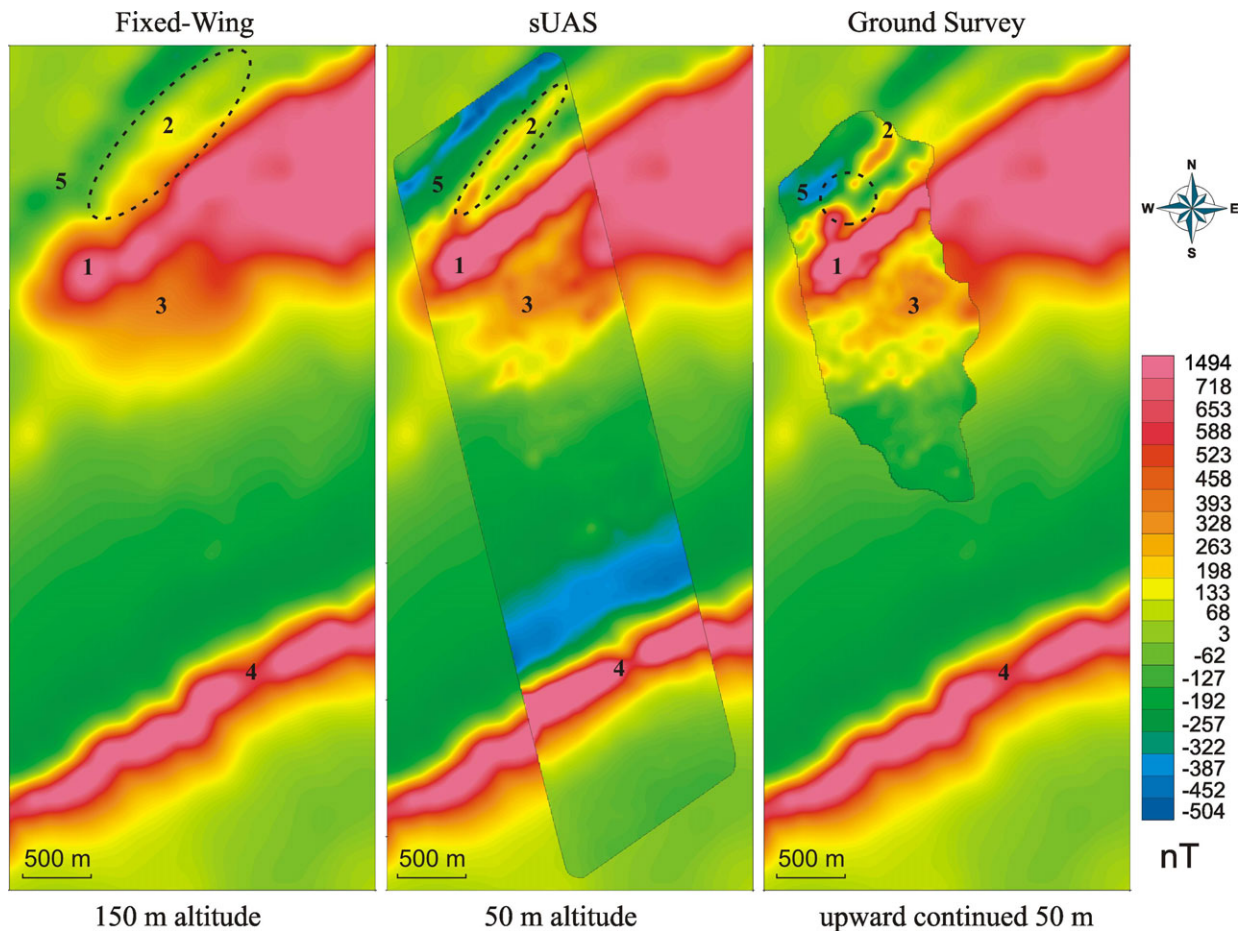 Fixed-Wing
sUAS
Ground Survey
2
5
1
3
4
500 m
2
5
1
3
4
500 m
2
5
1
3
4
500 m
N
W E
S
1494
718
653
588
523
458
393
328
263
198
133
68
3
-62
-127
-192
-257
-322
-387
-452
-504
nT
150 m altitude
50 m altitude
upward continued 50 m